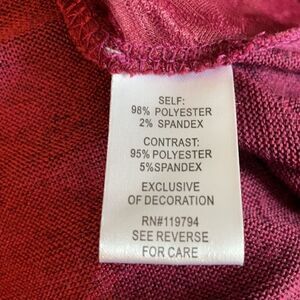 SELF:
98% POLYESTER
2% SPANDEX
CONTRAST:
95% POLYESTER
5%SPANDEX
EXCLUSIVE
OF DECORATION
RN#119794
SEE REVERSE
FOR CARE